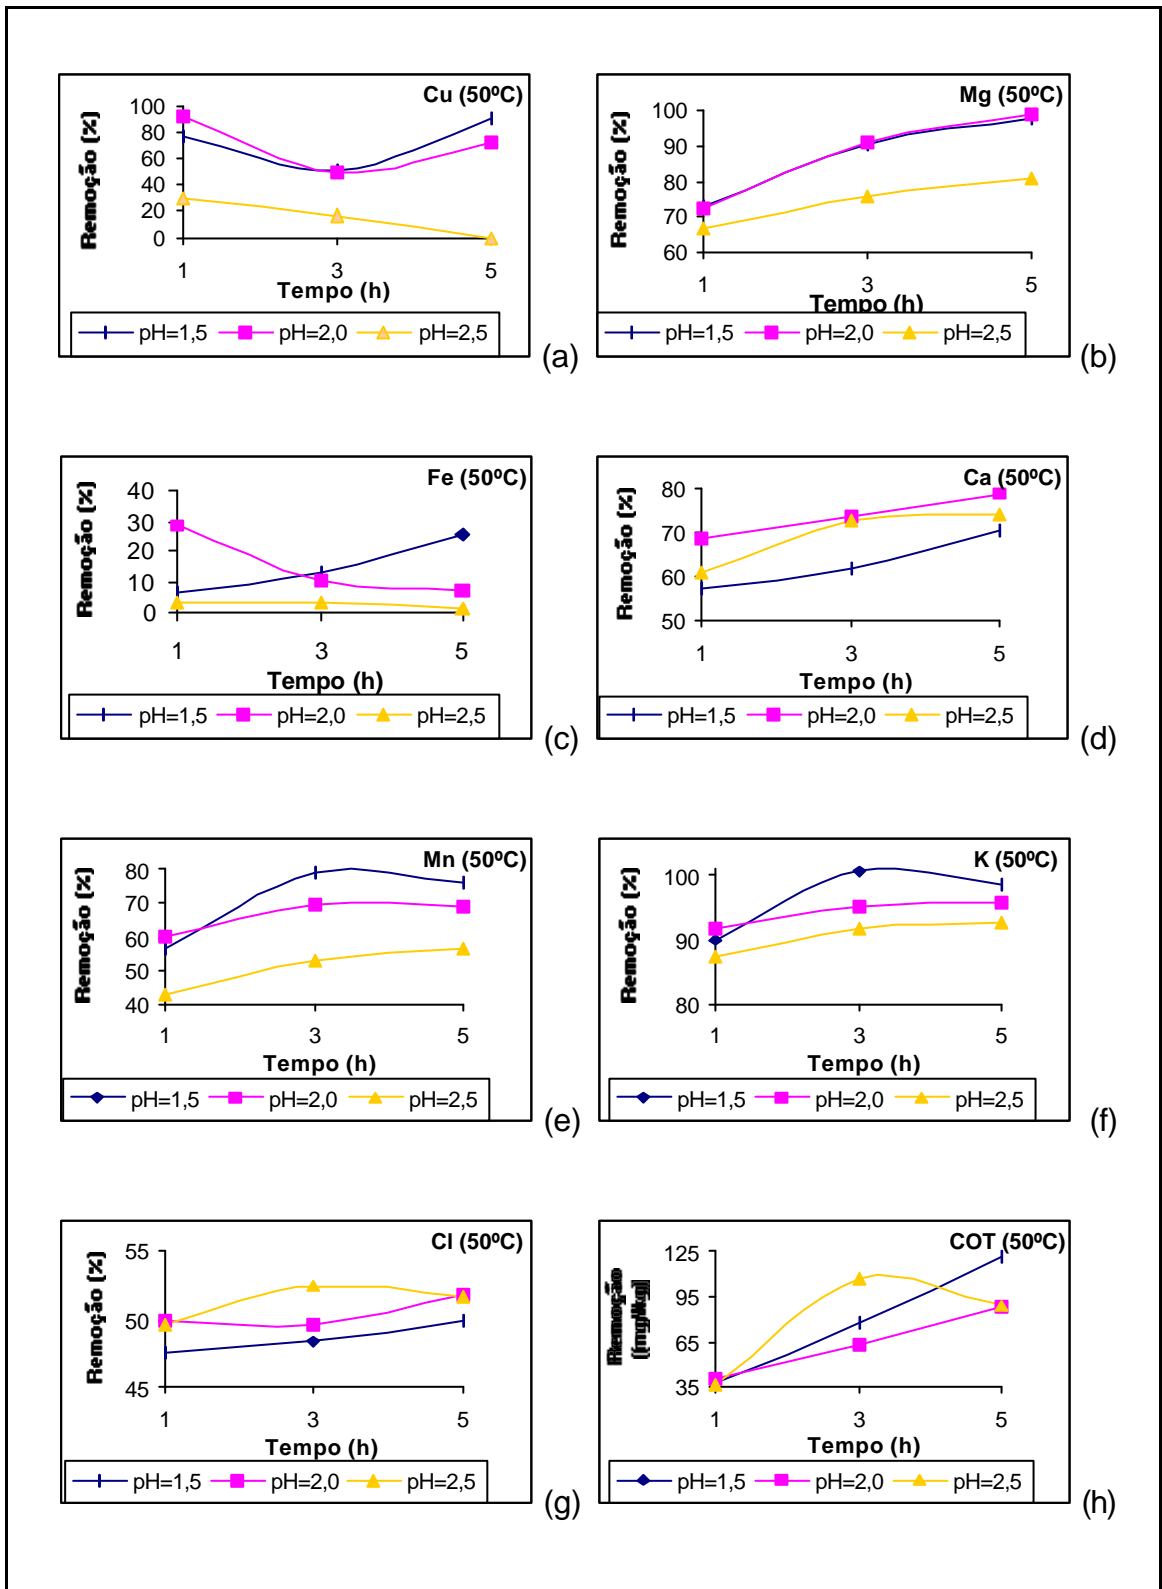 Cu (50ºC)
Remoção (%)
100
80
60
40
20
0
1 3 5
Tempo (h)
pH=1,5 pH=2,0 pH=2,5
(a)
Mg (50ºC)
Remoção (%)
100
90
80
70
60
1 3 5
Tempo (h)
pH=1,5 pH=2,0 pH=2,5
(b)
Fe (50ºC)
Remoção (%)
40
30
20
10
0
1 3 5
Tempo (h)
pH=1,5 pH=2,0 pH=2,5
(c)
Ca (50ºC)
Remoção (%)
80
70
60
50
1 3 5
Tempo (h)
pH=1,5 pH=2,0 pH=2,5
(d)
Mn (50ºC)
Remoção (%)
80
70
60
50
40
1 3 5
Tempo (h)
pH=1,5 pH=2,0 pH=2,5
(e)
K (50ºC)
Remoção (%)
100
90
80
1 3 5
Tempo (h)
pH=1,5 pH=2,0 pH=2,5
(f)
Cl (50ºC)
Remoção (%)
55
50
45
1 3 5
Tempo (h)
pH=1,5 pH=2,0 pH=2,5
(g)
COT (50ºC)
Remoção
(mg/kg)
125
95
65
35
1 3 5
Tempo (h)
pH=1,5 pH=2,0 pH=2,5
(h)